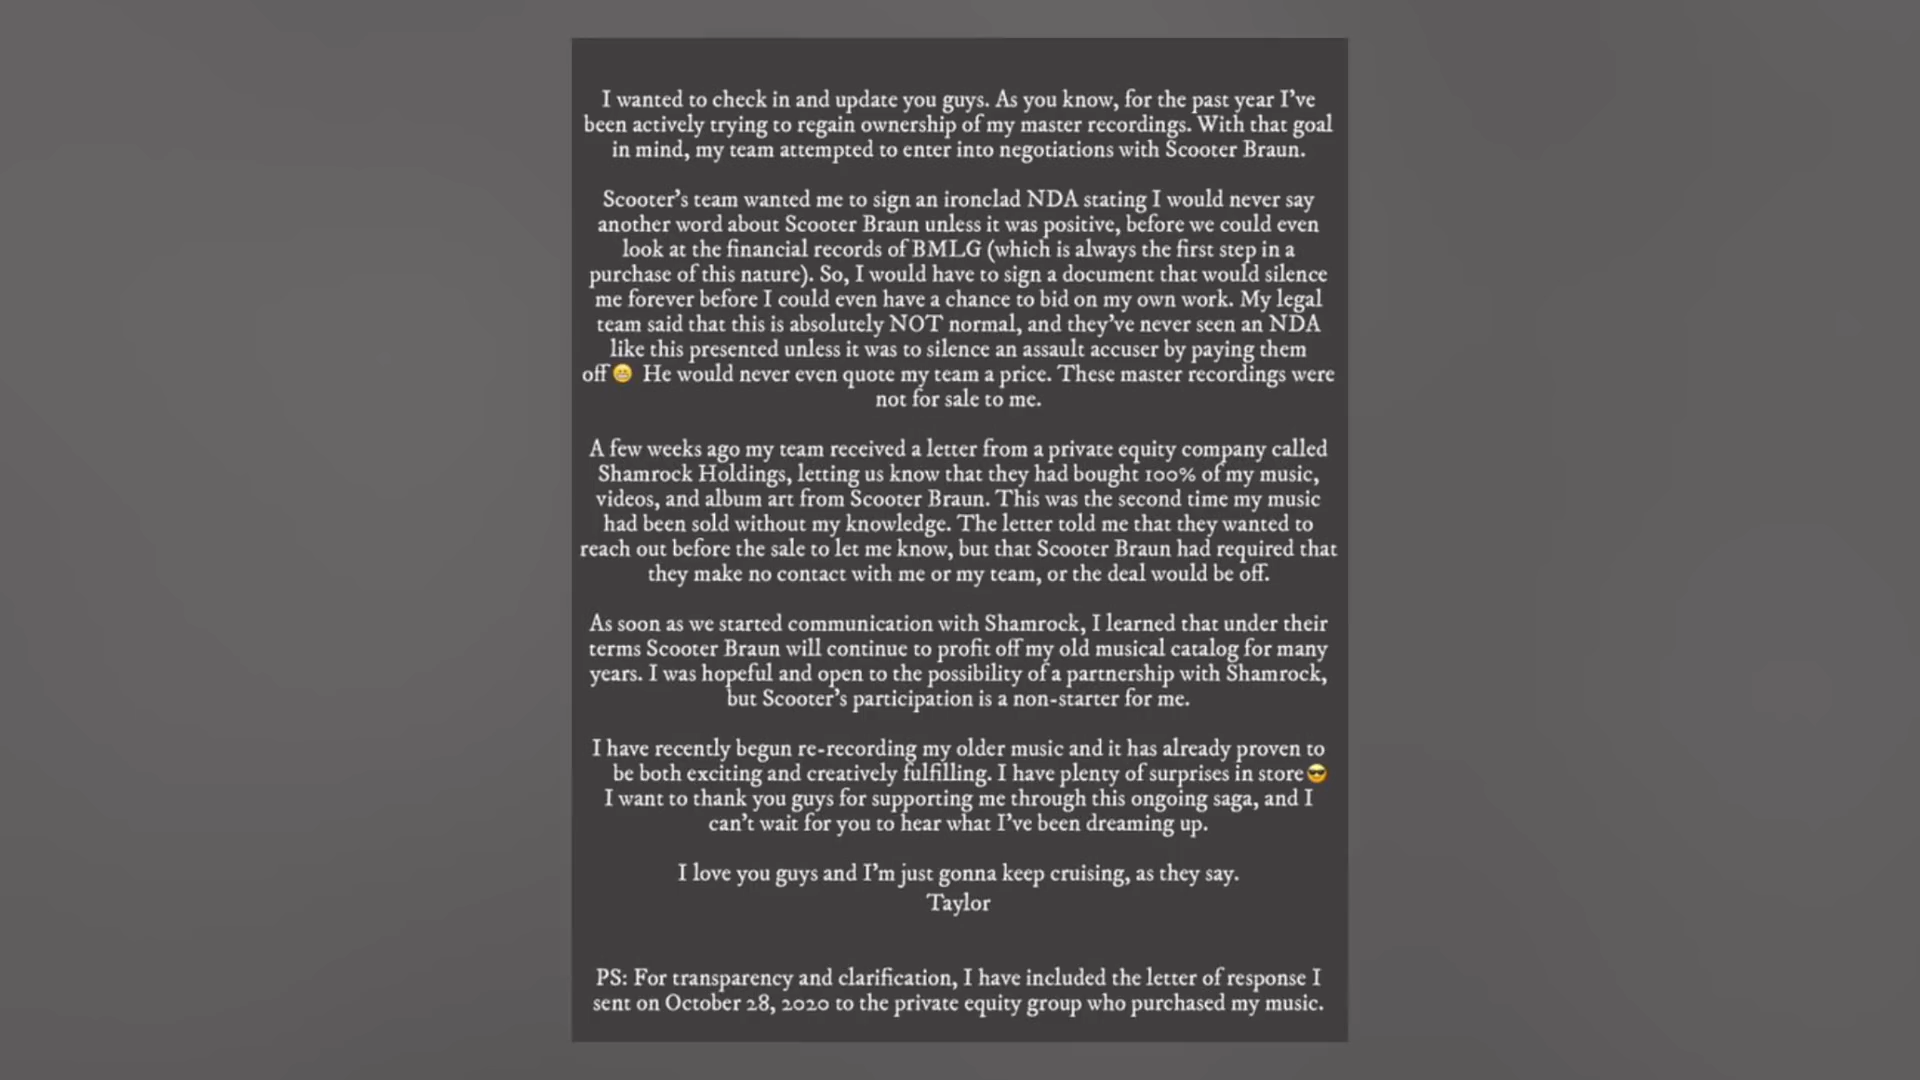 I wanted to check in and update you guys. As you know, for the past year I've
been actively trying to regain ownership of my master recordings. With that goal
in mind, my team attempted to enter into negotiations with Scooter Braun.
Scooter's team wanted me to sign an ironclad NDA stating I would never say
another word about Scooter Braun unless it was positive, before we could even
look at the financial records of BMLG (which is always the first step in a
purchase of this nature). So, I would have to sign a document that would silence
me forever before I could even have a chance to bid on my own work. My legal
team said that this is absolutely NOT normal, and they've never seen an NDA
like this presented unless it was to silence an assault accuser by paying them
off😁 He would never even quote my team a price. These master recordings were
not for sale to me.
A few weeks ago my team received a letter from a private equity company called
Shamrock Holdings, letting us know that they had bought 100% of my music,
videos, and album art from Scooter Braun. This was the second time my music
had been sold without my knowledge. The letter told me that they wanted to
reach out before the sale to let me know, but that Scooter Braun had required that
they make no contact with me or my team, or the deal would be off.
As soon as we started communication with Shamrock, I learned that under their
terms Scooter Braun will continue to profit off my old musical catalog for many
years. I was hopeful and open to the possibility of a partnership with Shamrock,
but Scooter's participation is a non-starter for me.
I have recently begun re-recording my older music and it has already proven to
be both exciting and creatively fulfilling. I have plenty of surprises in store😎
I want to thank you guys for supporting me through this ongoing saga, and I
can't wait for you to hear what I've been dreaming up.
I love you guys and I'm just gonna keep cruising, as they say.
Taylor
PS: For transparency and clarification, I have included the letter of response I
sent on October 28, 2020 to the private equity group who purchased my music.